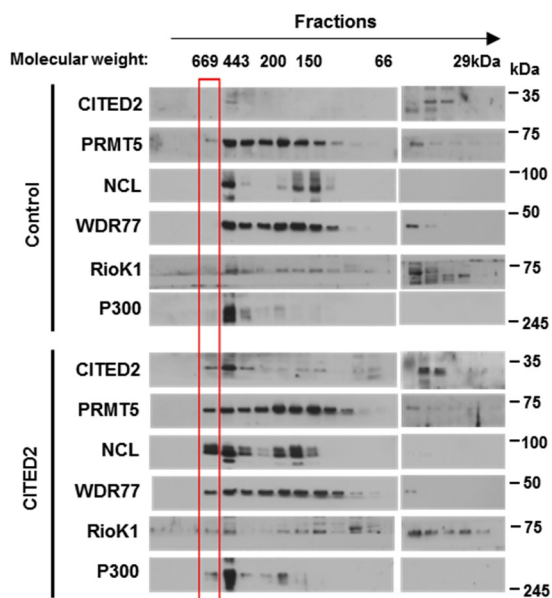 Fractions
Molecular weight: 669 443 200 150 66 29kDa
kDa
CITED2 35
PRMT5 75
NCL 100
WDR77 50
RioK1 75
P300 245
Control
CITED2 35
PRMT5 75
NCL 100
WDR77 50
RioK1 75
P300 245
CITED2